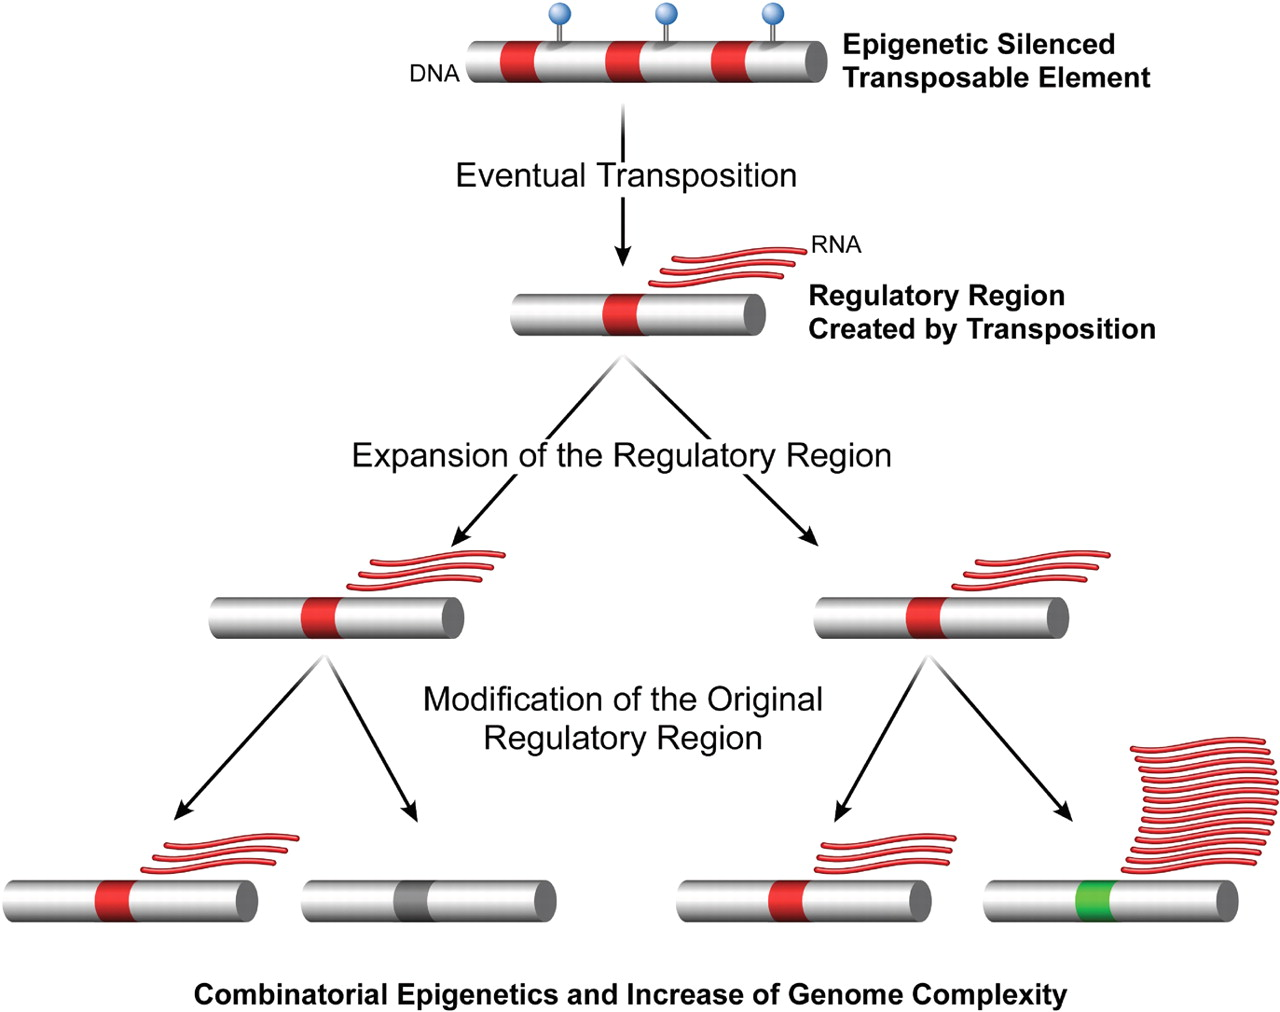 Epigenetic Silenced
Transposable Element
DNA
Eventual Transposition
RNA
Regulatory Region
Created by Transposition
Expansion of the Regulatory Region
Modification of the Original
Regulatory Region
Combinatorial Epigenetics and Increase of Genome Complexity